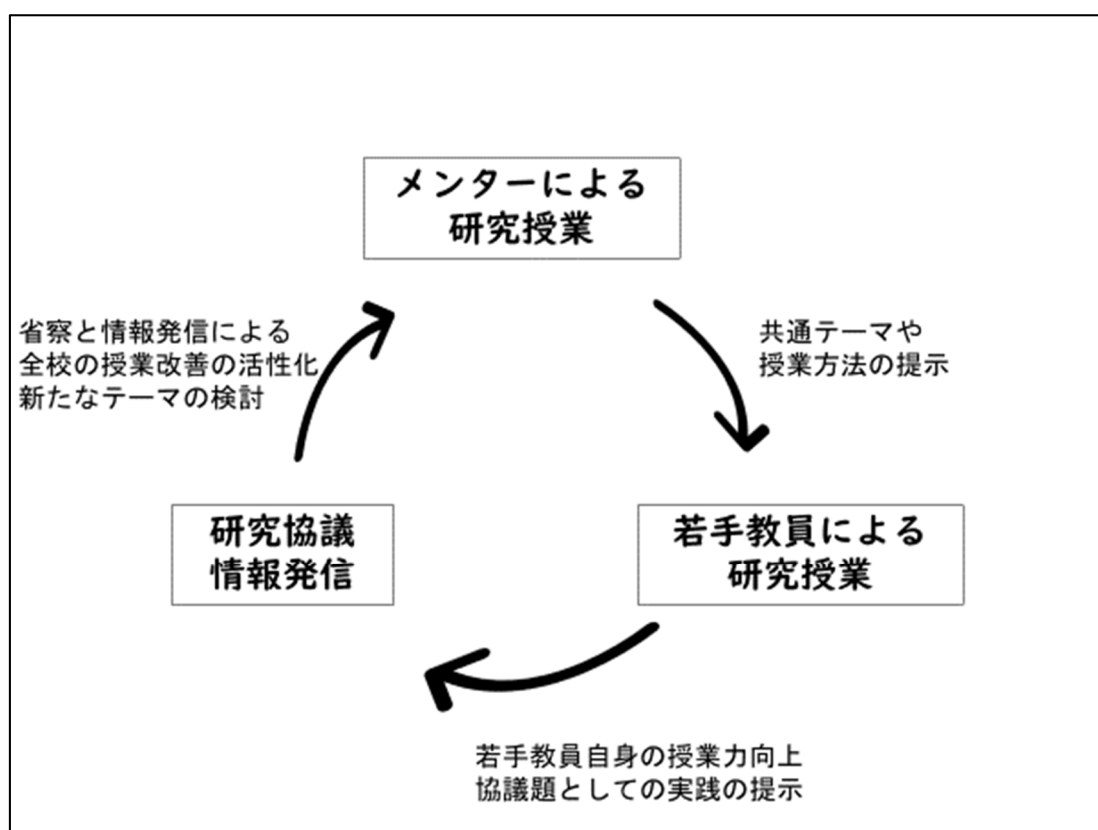 メンターによる
研究授業
省察と情報発信による
全校の授業改善の活性化
新たなテーマの検討
共通テーマや
授業方法の提示
研究協議
情報発信
若手教員による
研究授業
若手教員自身の授業力向上
協議題としての実践の提示